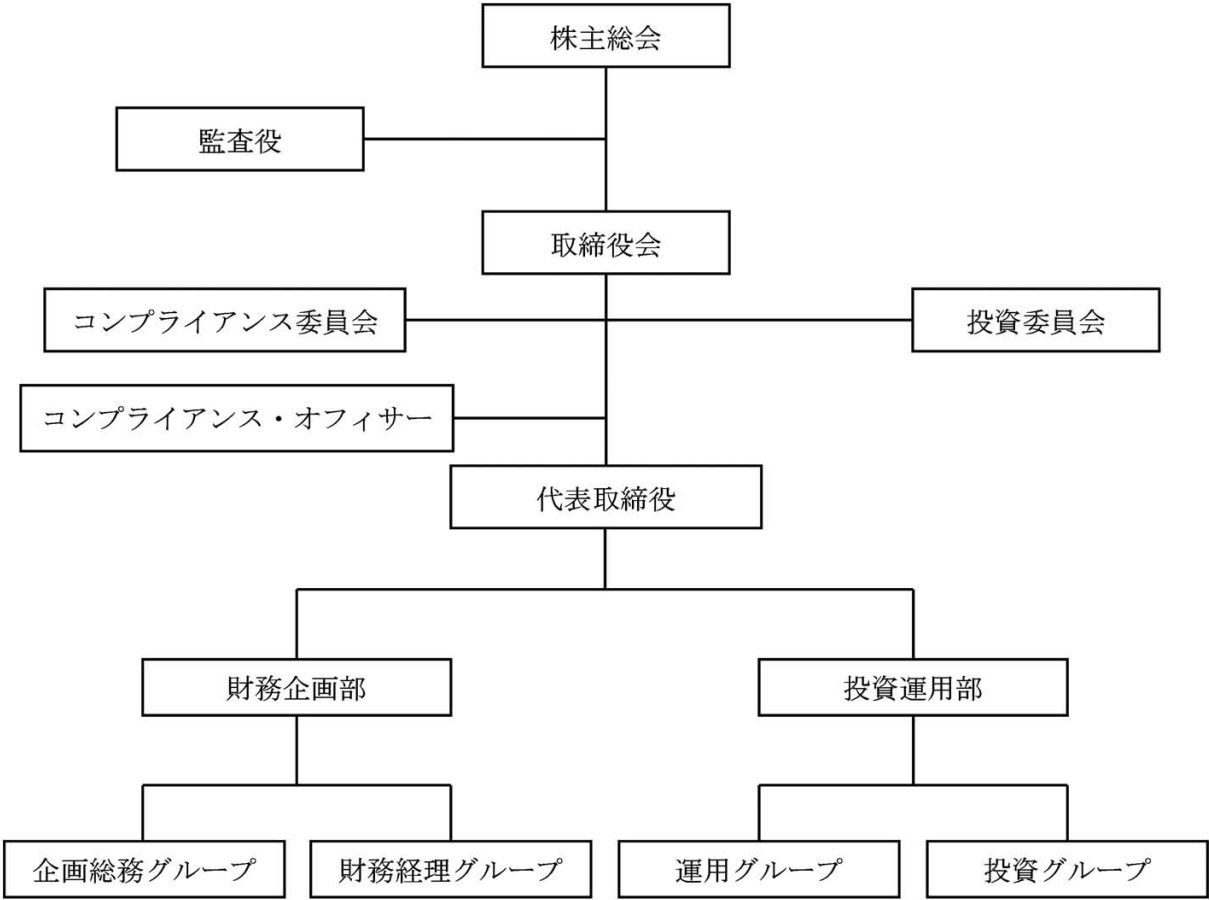 株主総会
監査役
取締役会
コンプライアンス委員会
投資委員会
コンプライアンス・オフィサー
代表取締役
財務企画部
投資運用部
企画総務グループ
財務経理グループ
運用グループ
投資グループ